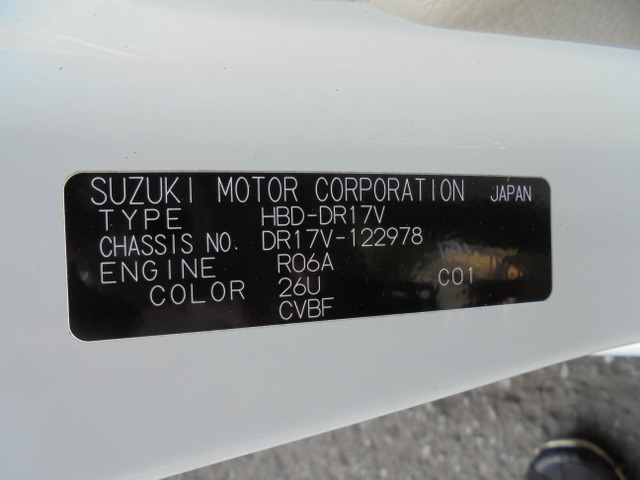 SUZUKI MOTOR CORPORATION JAPAN
TYPE HBD-DR17V
CHASSIS NO. DR17V-122978
ENGINE R06A
COLOR 26U C01
CVBF